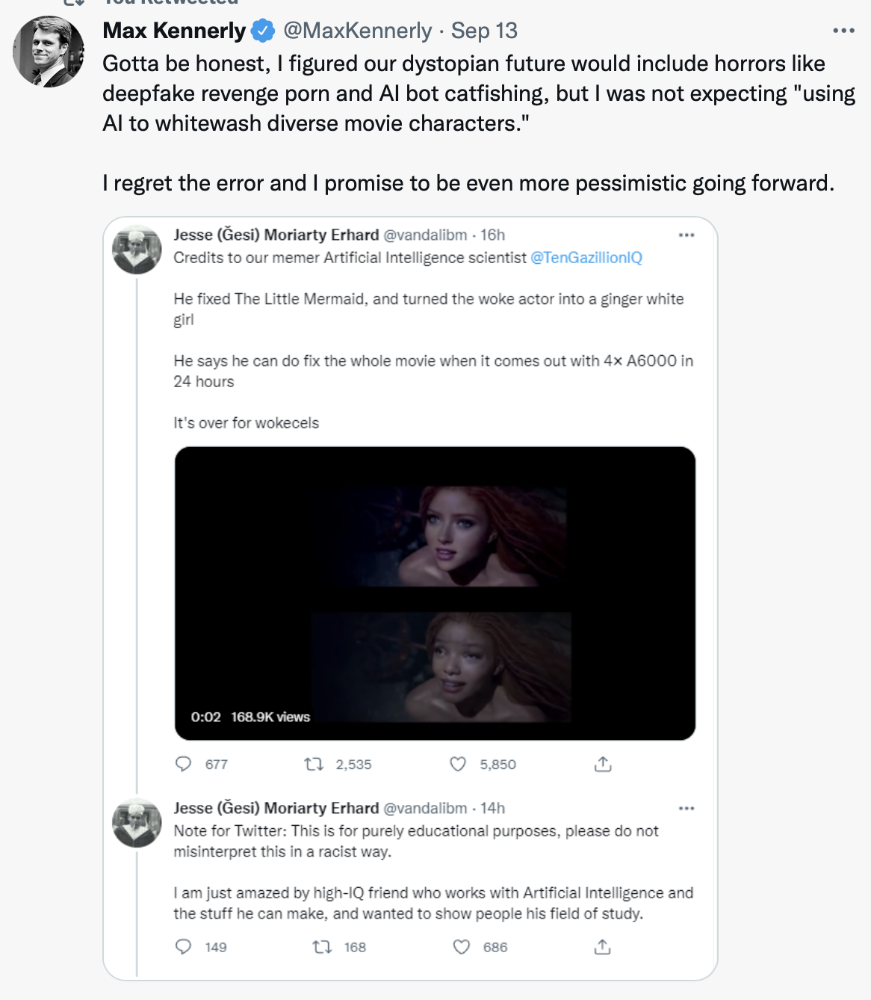 You Retweeted
Max Kennerly @MaxKennerly · Sep 13
Gotta be honest, I figured our dystopian future would include horrors like
deepfake revenge porn and AI bot catfishing, but I was not expecting "using
AI to whitewash diverse movie characters."
I regret the error and I promise to be even more pessimistic going forward.
Jesse (Ğesi) Moriarty Erhard @vandalibm · 16h
Credits to our memer Artificial Intelligence scientist @TenGazillionIQ
He fixed The Little Mermaid, and turned the woke actor into a ginger white
girl
He says he can do fix the whole movie when it comes out with 4× A6000 in
24 hours
It's over for wokecels
0:02 168.9K views
677 2,535 5,850
Jesse (Ğesi) Moriarty Erhard @vandalibm · 14h
Note for Twitter: This is for purely educational purposes, please do not
misinterpret this in a racist way.
I am just amazed by high-IQ friend who works with Artificial Intelligence and
the stuff he can make, and wanted to show people his field of study.
149 168 686